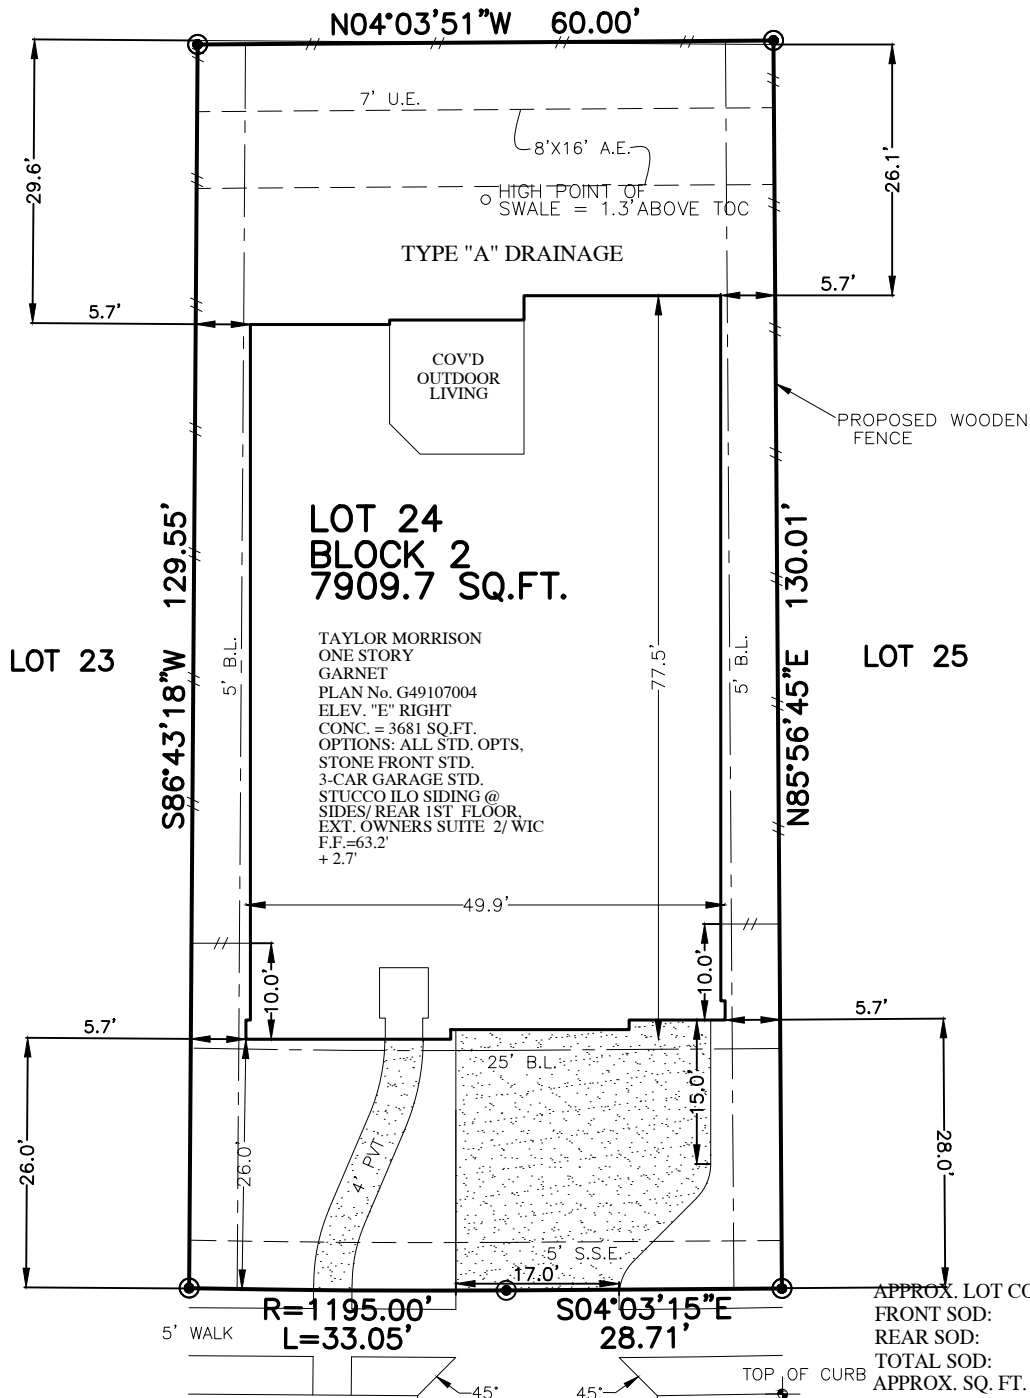 N04°03'51"W 60.00'
7' U.E.
8'X16' A.E.
29.6'
26.1'
HIGH POINT OF
SWALE = 1.3'ABOVE TOC
TYPE "A" DRAINAGE
5.7'
5.7'
COV'D
OUTDOOR
LIVING
PROPOSED WOODEN
FENCE
S86°43'18"W 129.55'
N85°56'45"E 130.01'
LOT 24
BLOCK 2
7909.7 SQ.FT.
LOT 23
LOT 25
5' B.L.
5' B.L.
77.5'
TAYLOR MORRISON
ONE STORY
GARNET
PLAN No. G49107004
ELEV. "E" RIGHT
CONC. = 3681 SQ.FT.
OPTIONS: ALL STD. OPTS,
STONE FRONT STD.
3-CAR GARAGE STD.
STUCCO ILO SIDING @
SIDES/ REAR 1ST FLOOR,
EXT. OWNERS SUITE 2/ WIC
F.F.=63.2'
+ 2.7'
49.9'
10.0'
10.0'
5.7'
5.7'
25' B.L.
15.0'
26.0'
26.0'
4' PVT
28.0'
5' S.S.E.
17.0'
R=1195.00'
L=33.05'
S04°03'15"E
28.71'
5' WALK
45°
45°
TOP OF CURB
APPROX. LOT CO
FRONT SOD:
REAR SOD:
TOTAL SOD:
APPROX. SQ. FT.